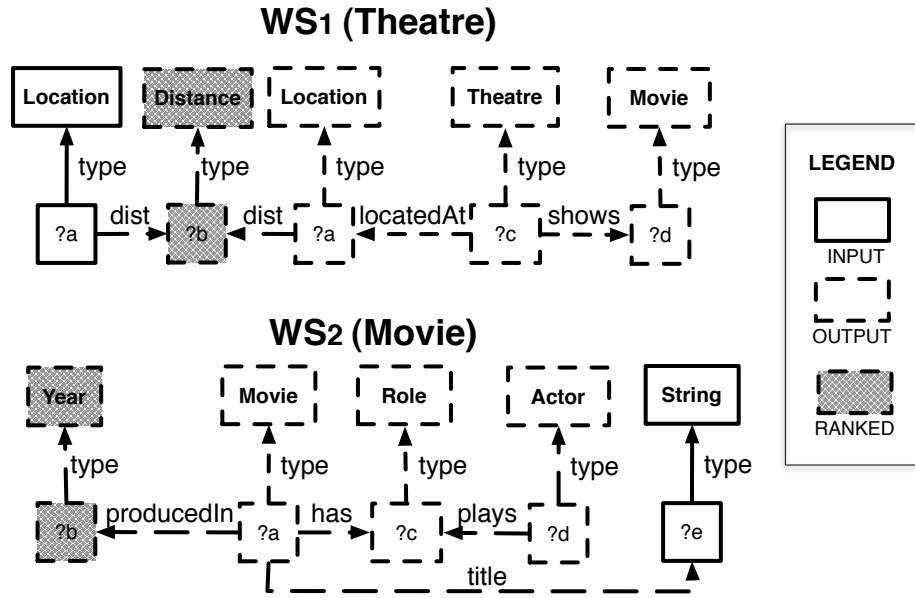 WS1 (Theatre)
Location Distance Location Theatre Movie
type type type type type
dist dist locatedAt shows
?a ?b ?a ?c ?d
WS2 (Movie)
Year Movie Role Actor String
type type type type type
producedIn has plays
?b ?a ?c ?d ?e
title
LEGEND
INPUT
OUTPUT
RANKED